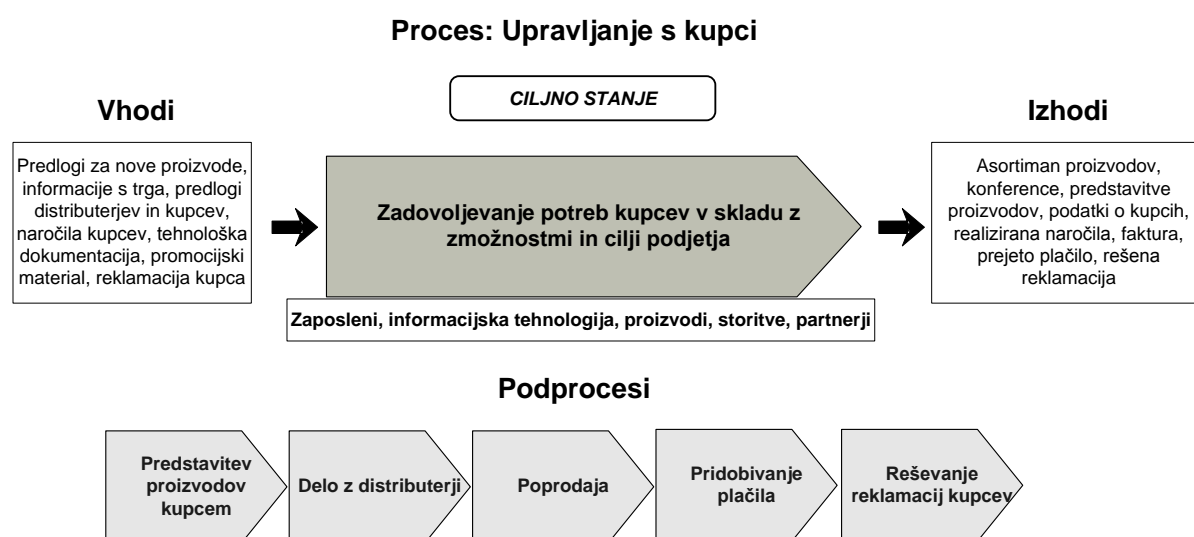 Proces: Upravljanje s kupci
CILJNO STANJE
Vhodi
Izhodi
Predlogi za nove proizvode,
informacije s trga, predlogi
distributerjev in kupcev,
naročila kupcev, tehnološka
dokumentacija, promocijski
material, reklamacija kupca
Zadovoljevanje potreb kupcev v skladu z
zmožnostmi in cilji podjetja
Asortiman proizvodov,
konference, predstavitve
proizvodov, podatki o kupcih,
realizirana naročila, faktura,
prejeto plačilo, rešena
reklamacija
Zaposleni, informacijska tehnologija, proizvodi, storitve, partnerji
Podprocesi
Predstavitev
proizvodov
kupcem
Delo z distributerji
Poprodaja
Pridobivanje
plačila
Reševanje
reklamacij kupcev